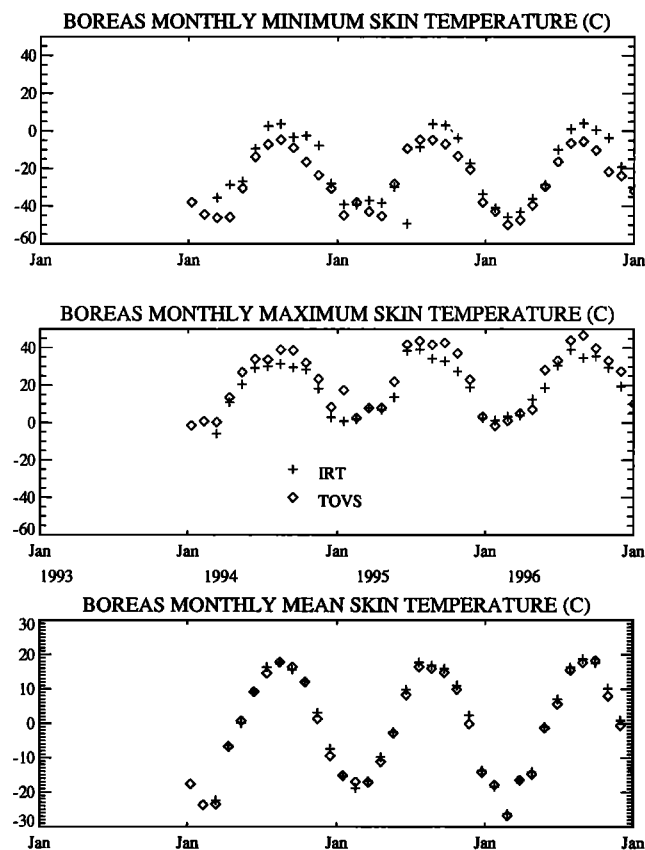 BOREAS MONTHLY MINIMUM SKIN TEMPERATURE (C)
40
20
0
-20
-40
-60
Jan Jan Jan Jan Jan
BOREAS MONTHLY MAXIMUM SKIN TEMPERATURE (C)
40
20
0
-20
-40
-60
+ IRT
◇ TOVS
Jan Jan Jan Jan Jan
1993 1994 1995 1996
BOREAS MONTHLY MEAN SKIN TEMPERATURE (C)
30
20
10
0
-10
-20
-30
Jan Jan Jan Jan Jan